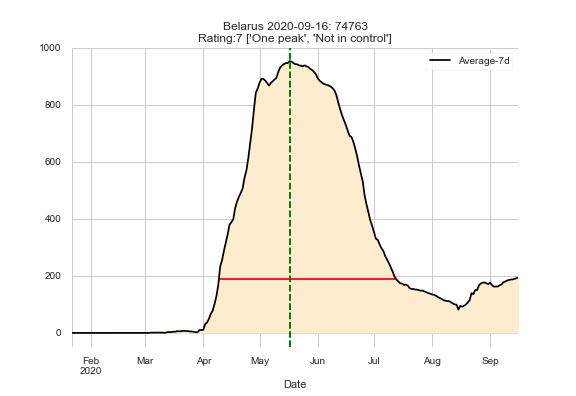 Belarus 2020-09-16: 74763
Rating:7 ['One peak', 'Not in control']
Average-7d
1000
800
600
400
200
0
Feb Mar Apr May Jun Jul Aug Sep
2020
Date